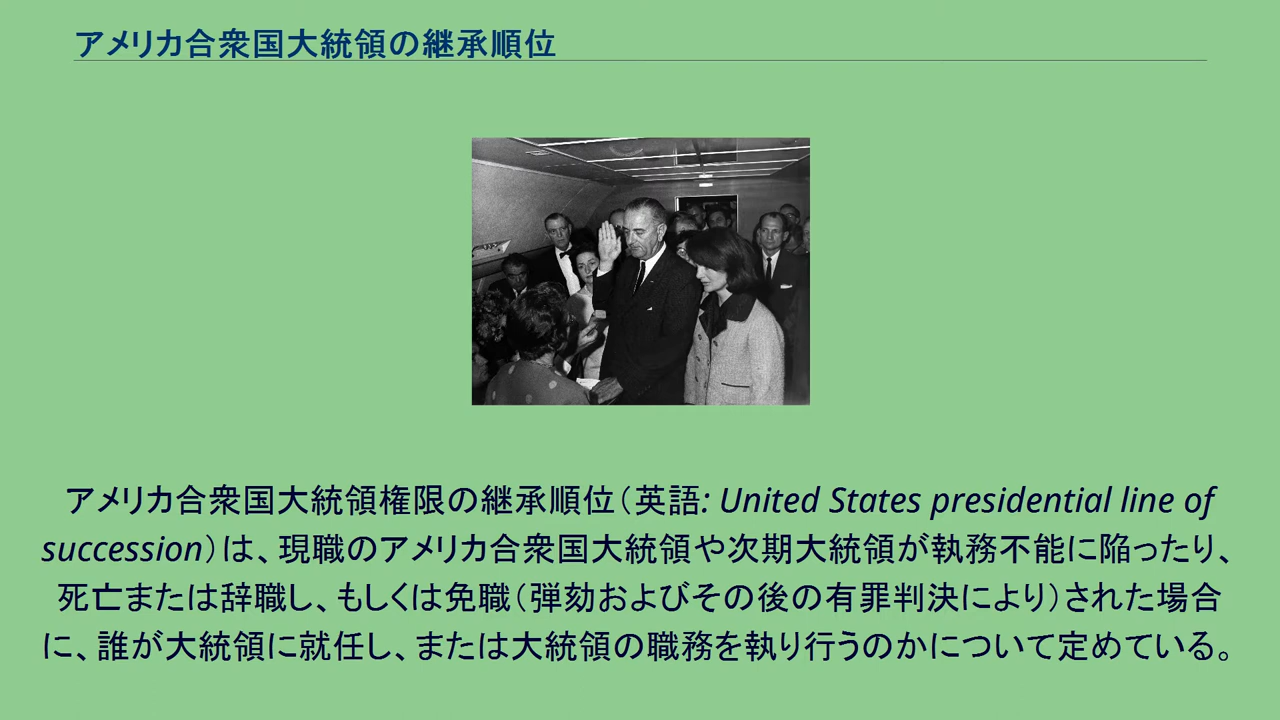 アメリカ合衆国大統領の継承順位
アメリカ合衆国大統領権限の継承順位（英語: United States presidential line of
succession）は、現職のアメリカ合衆国大統領や次期大統領が執務不能に陥ったり、
死亡または辞職し、もしくは免職（弾劾およびその後の有罪判決により）された場合
に、誰が大統領に就任し、または大統領の職務を執り行うのかについて定めている。